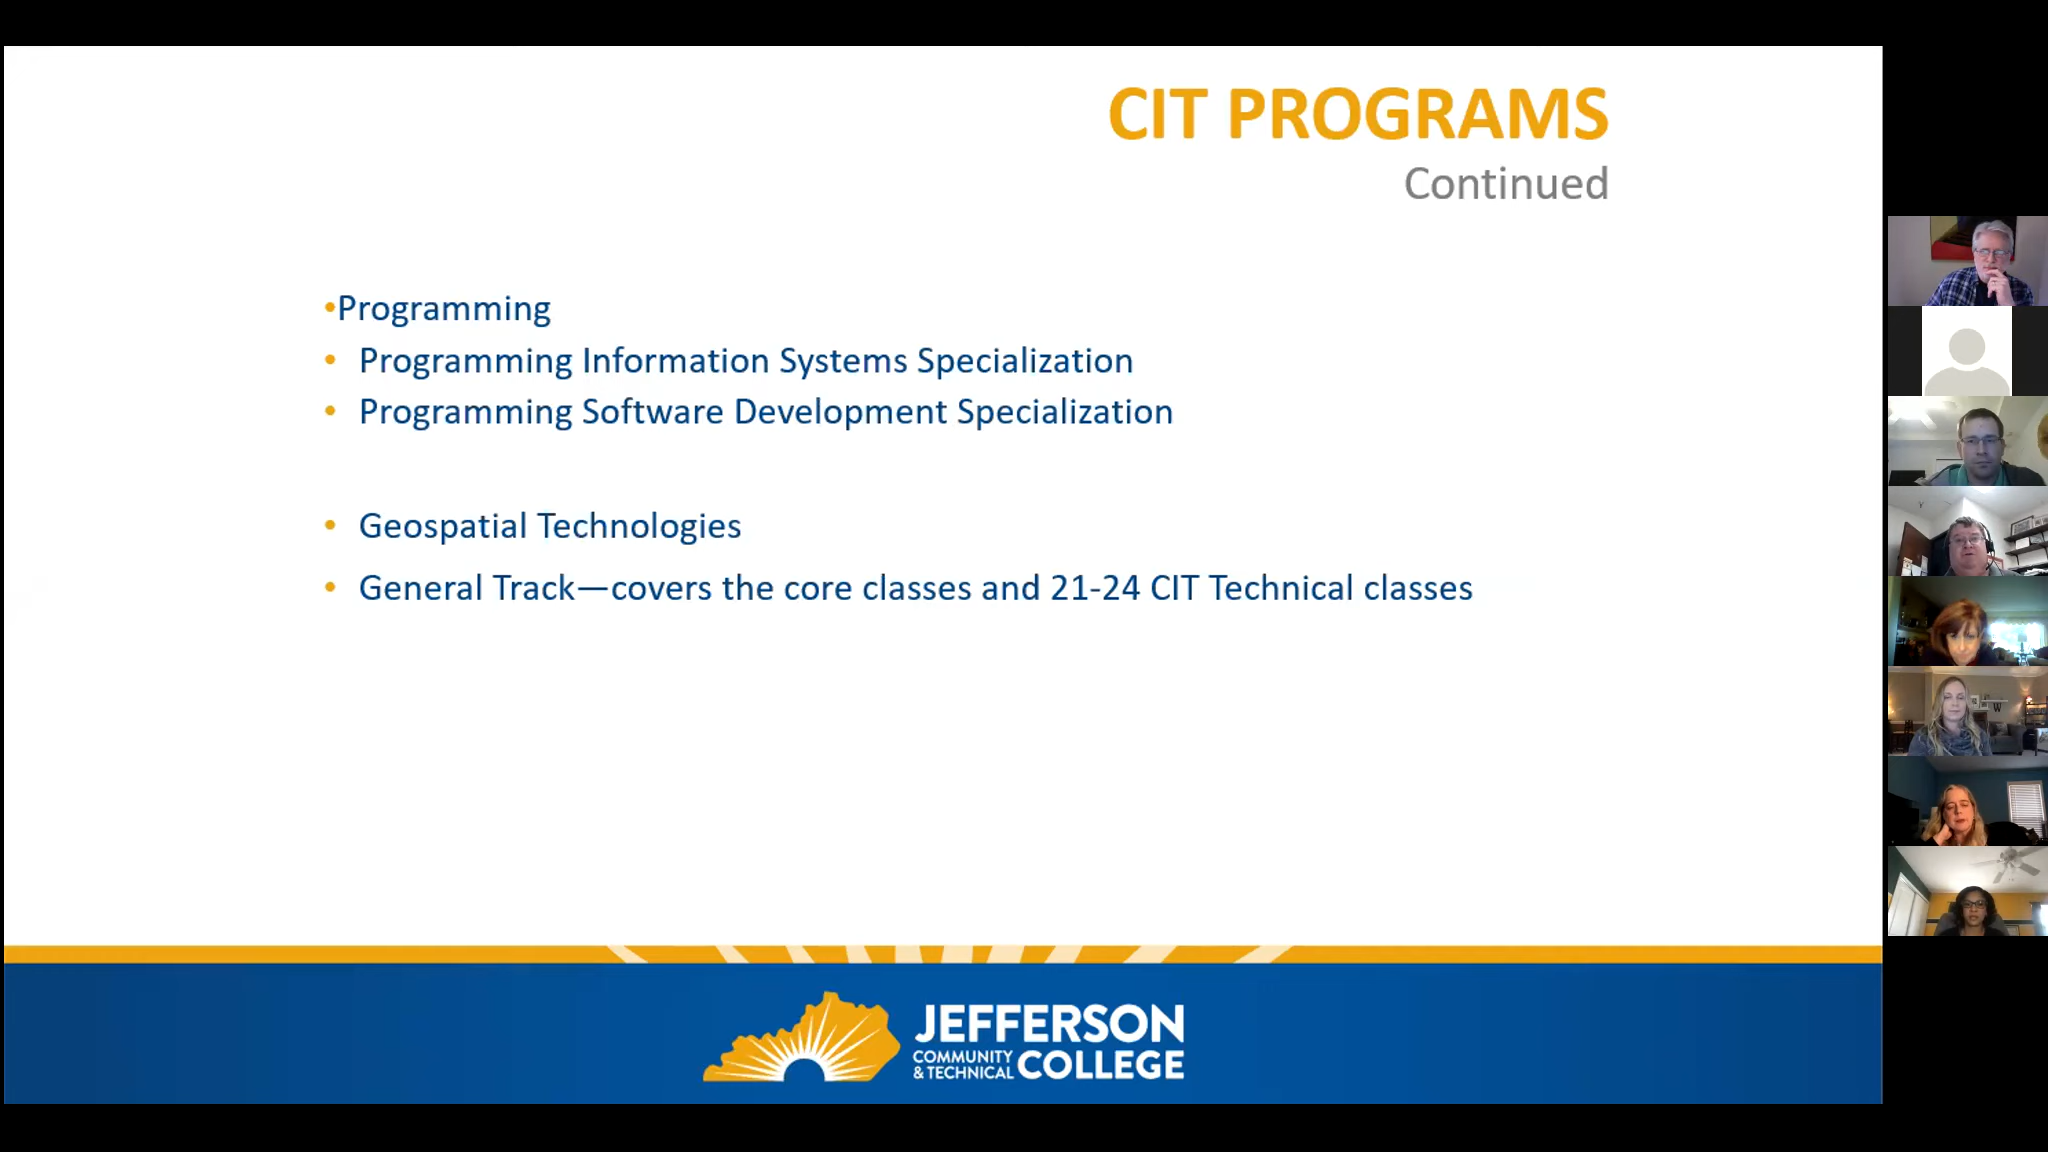 CIT PROGRAMS
Continued
•Programming
• Programming Information Systems Specialization
• Programming Software Development Specialization
• Geospatial Technologies
• General Track—covers the core classes and 21-24 CIT Technical classes
JEFFERSON
COMMUNITY
& TECHNICAL COLLEGE